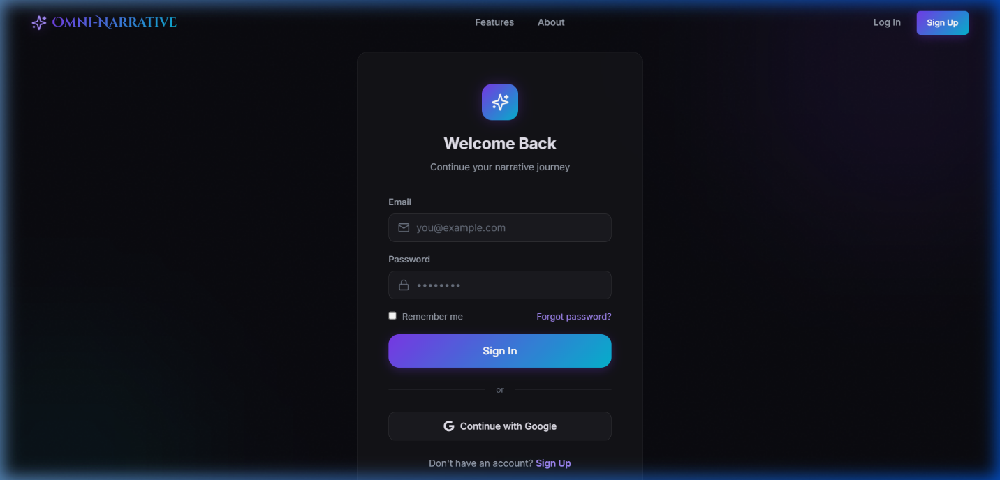 Omni-Narrative
Features
About
Log In
Sign Up
Welcome Back
Continue your narrative journey
Email
you@example.com
Password
••••••••
Remember me
Forgot password?
Sign In
or
Continue with Google
Don't have an account? Sign Up